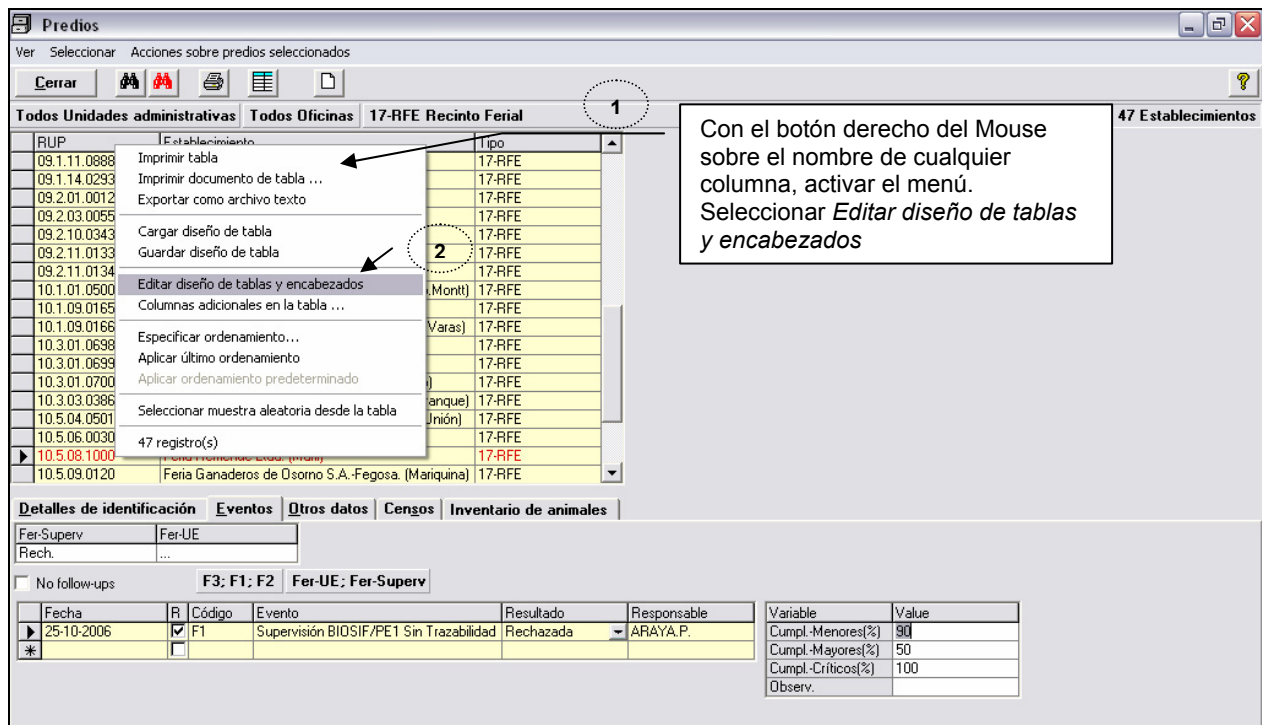 Predios
Ver Seleccionar Acciones sobre predios seleccionados
Cerrar
Todos Unidades administrativas Todos Oficinas 17-RFE Recinto Ferial 47 Establecimientos
1
Con el botón derecho del Mouse
sobre el nombre de cualquier
columna, activar el menú.
Seleccionar Editar diseño de tablas
y encabezados
RUP Establecimiento Tipo
09.1.11.0888 17-RFE
09.1.14.0293 17-RFE
09.2.01.0012 17-RFE
09.2.03.0055 17-RFE
09.2.10.0343 17-RFE
09.2.11.0133 17-RFE
09.2.11.0134 17-RFE
10.1.01.0500 .Montt) 17-RFE
10.1.09.0165 17-RFE
10.1.09.0166 Varas) 17-RFE
10.3.01.0698 17-RFE
10.3.01.0699 17-RFE
10.3.01.0700 17-RFE
10.3.03.0386 anque) 17-RFE
10.5.04.0501 Unión) 17-RFE
10.5.06.0030 17-RFE
10.5.08.1000 17-RFE
10.5.09.0120 Feria Ganaderos de Osorno S.A.-Fegosa. (Mariquina) 17-RFE
Imprimir tabla
Imprimir documento de tabla ...
Exportar como archivo texto
Cargar diseño de tabla
Guardar diseño de tabla
2
Editar diseño de tablas y encabezados
Columnas adicionales en la tabla ...
Especificar ordenamiento...
Aplicar último ordenamiento
Aplicar ordenamiento predeterminado
Seleccionar muestra aleatoria desde la tabla
47 registro(s)
Detalles de identificación Eventos Otros datos Censos Inventario de animales
Fer-Superv Fer-UE
Rech. ...
No follow-ups F3; F1; F2 Fer-UE; Fer-Superv
Fecha R Código Evento Resultado Responsable
25-10-2006 F1 Supervisión BIOSIF/PE1 Sin Trazabilidad Rechazada ARAYA.P.
Variable Value
Cumpl.-Menores(%) 90
Cumpl.-Mayores(%) 50
Cumpl.-Críticos(%) 100
Observ.